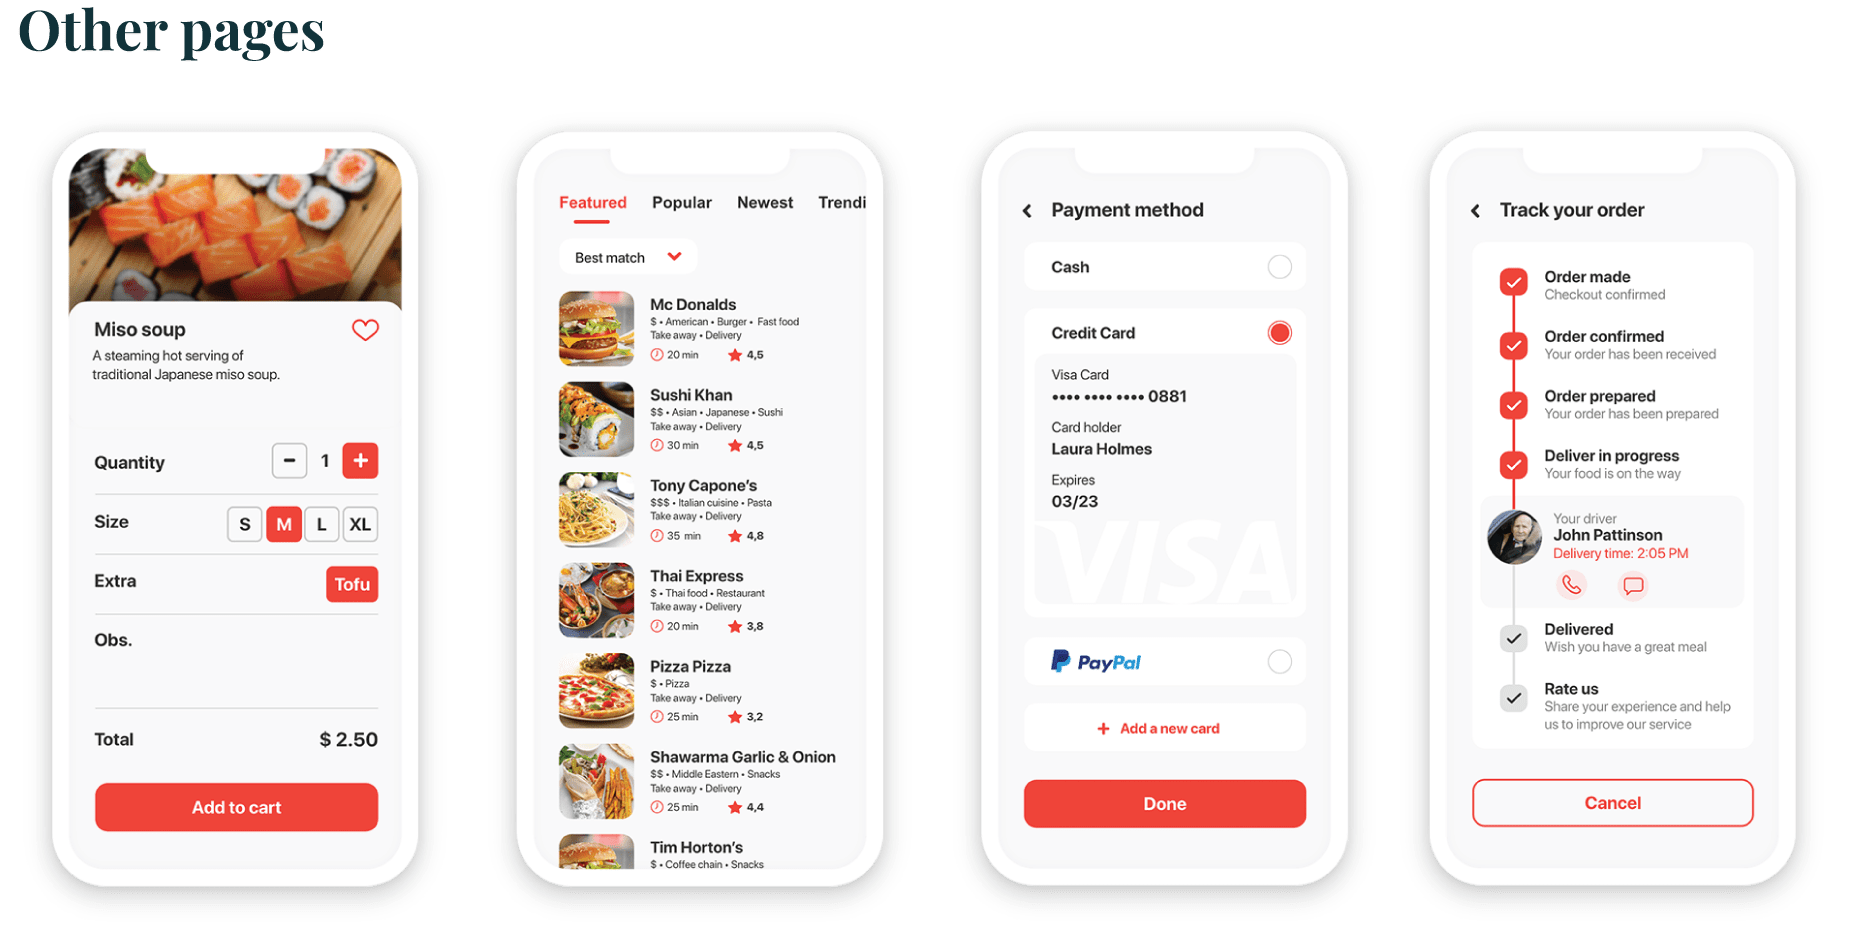 Other pages
Miso soup
A steaming hot serving of
traditional Japanese miso soup.
Quantity
1
Size
S M L XL
Extra
Tofu
Obs.
Total
$ 2.50
Add to cart
Featured Popular Newest Trendi
Best match
Mc Donalds
$ • American • Burger • Fast food
Take away • Delivery
20 min 4,5
Sushi Khan
$$ • Asian • Japanese • Sushi
Take away • Delivery
30 min 4,5
Tony Capone's
$$$ • Italian cuisine • Pasta
Take away • Delivery
35 min 4,8
Thai Express
$ • Thai food • Restaurant
Take away • Delivery
20 min 3,8
Pizza Pizza
$ • Pizza
Take away • Delivery
25 min 3,2
Shawarma Garlic & Onion
$$ • Middle Eastern • Snacks
Take away • Delivery
25 min 4,4
Tim Horton's
$ • Coffee chain • Snacks
Payment method
Cash
Credit Card
Visa Card
•••• •••• •••• 0881
Card holder
Laura Holmes
Expires
03/23
VISA
PayPal
+ Add a new card
Done
Track your order
Order made
Checkout confirmed
Order confirmed
Your order has been received
Order prepared
Your order has been prepared
Deliver in progress
Your food is on the way
Your driver
John Pattinson
Delivery time: 2:05 PM
Delivered
Wish you have a great meal
Rate us
Share your experience and help
us to improve our service
Cancel